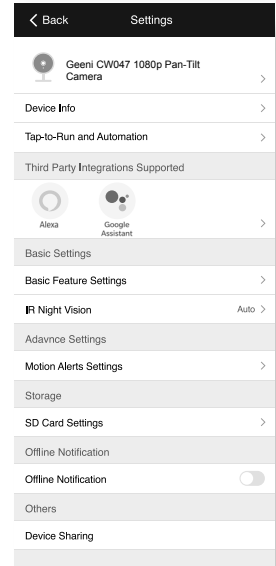 Back Settings
Geeni CW047 1080p Pan-Tilt
Camera
Device Info
Tap-to-Run and Automation
Third Party Integrations Supported
Alexa
Google
Assistant
Basic Settings
Basic Feature Settings
IR Night Vision Auto
Adavnce Settings
Motion Alerts Settings
Storage
SD Card Settings
Offline Notification
Offline Notification
Others
Device Sharing